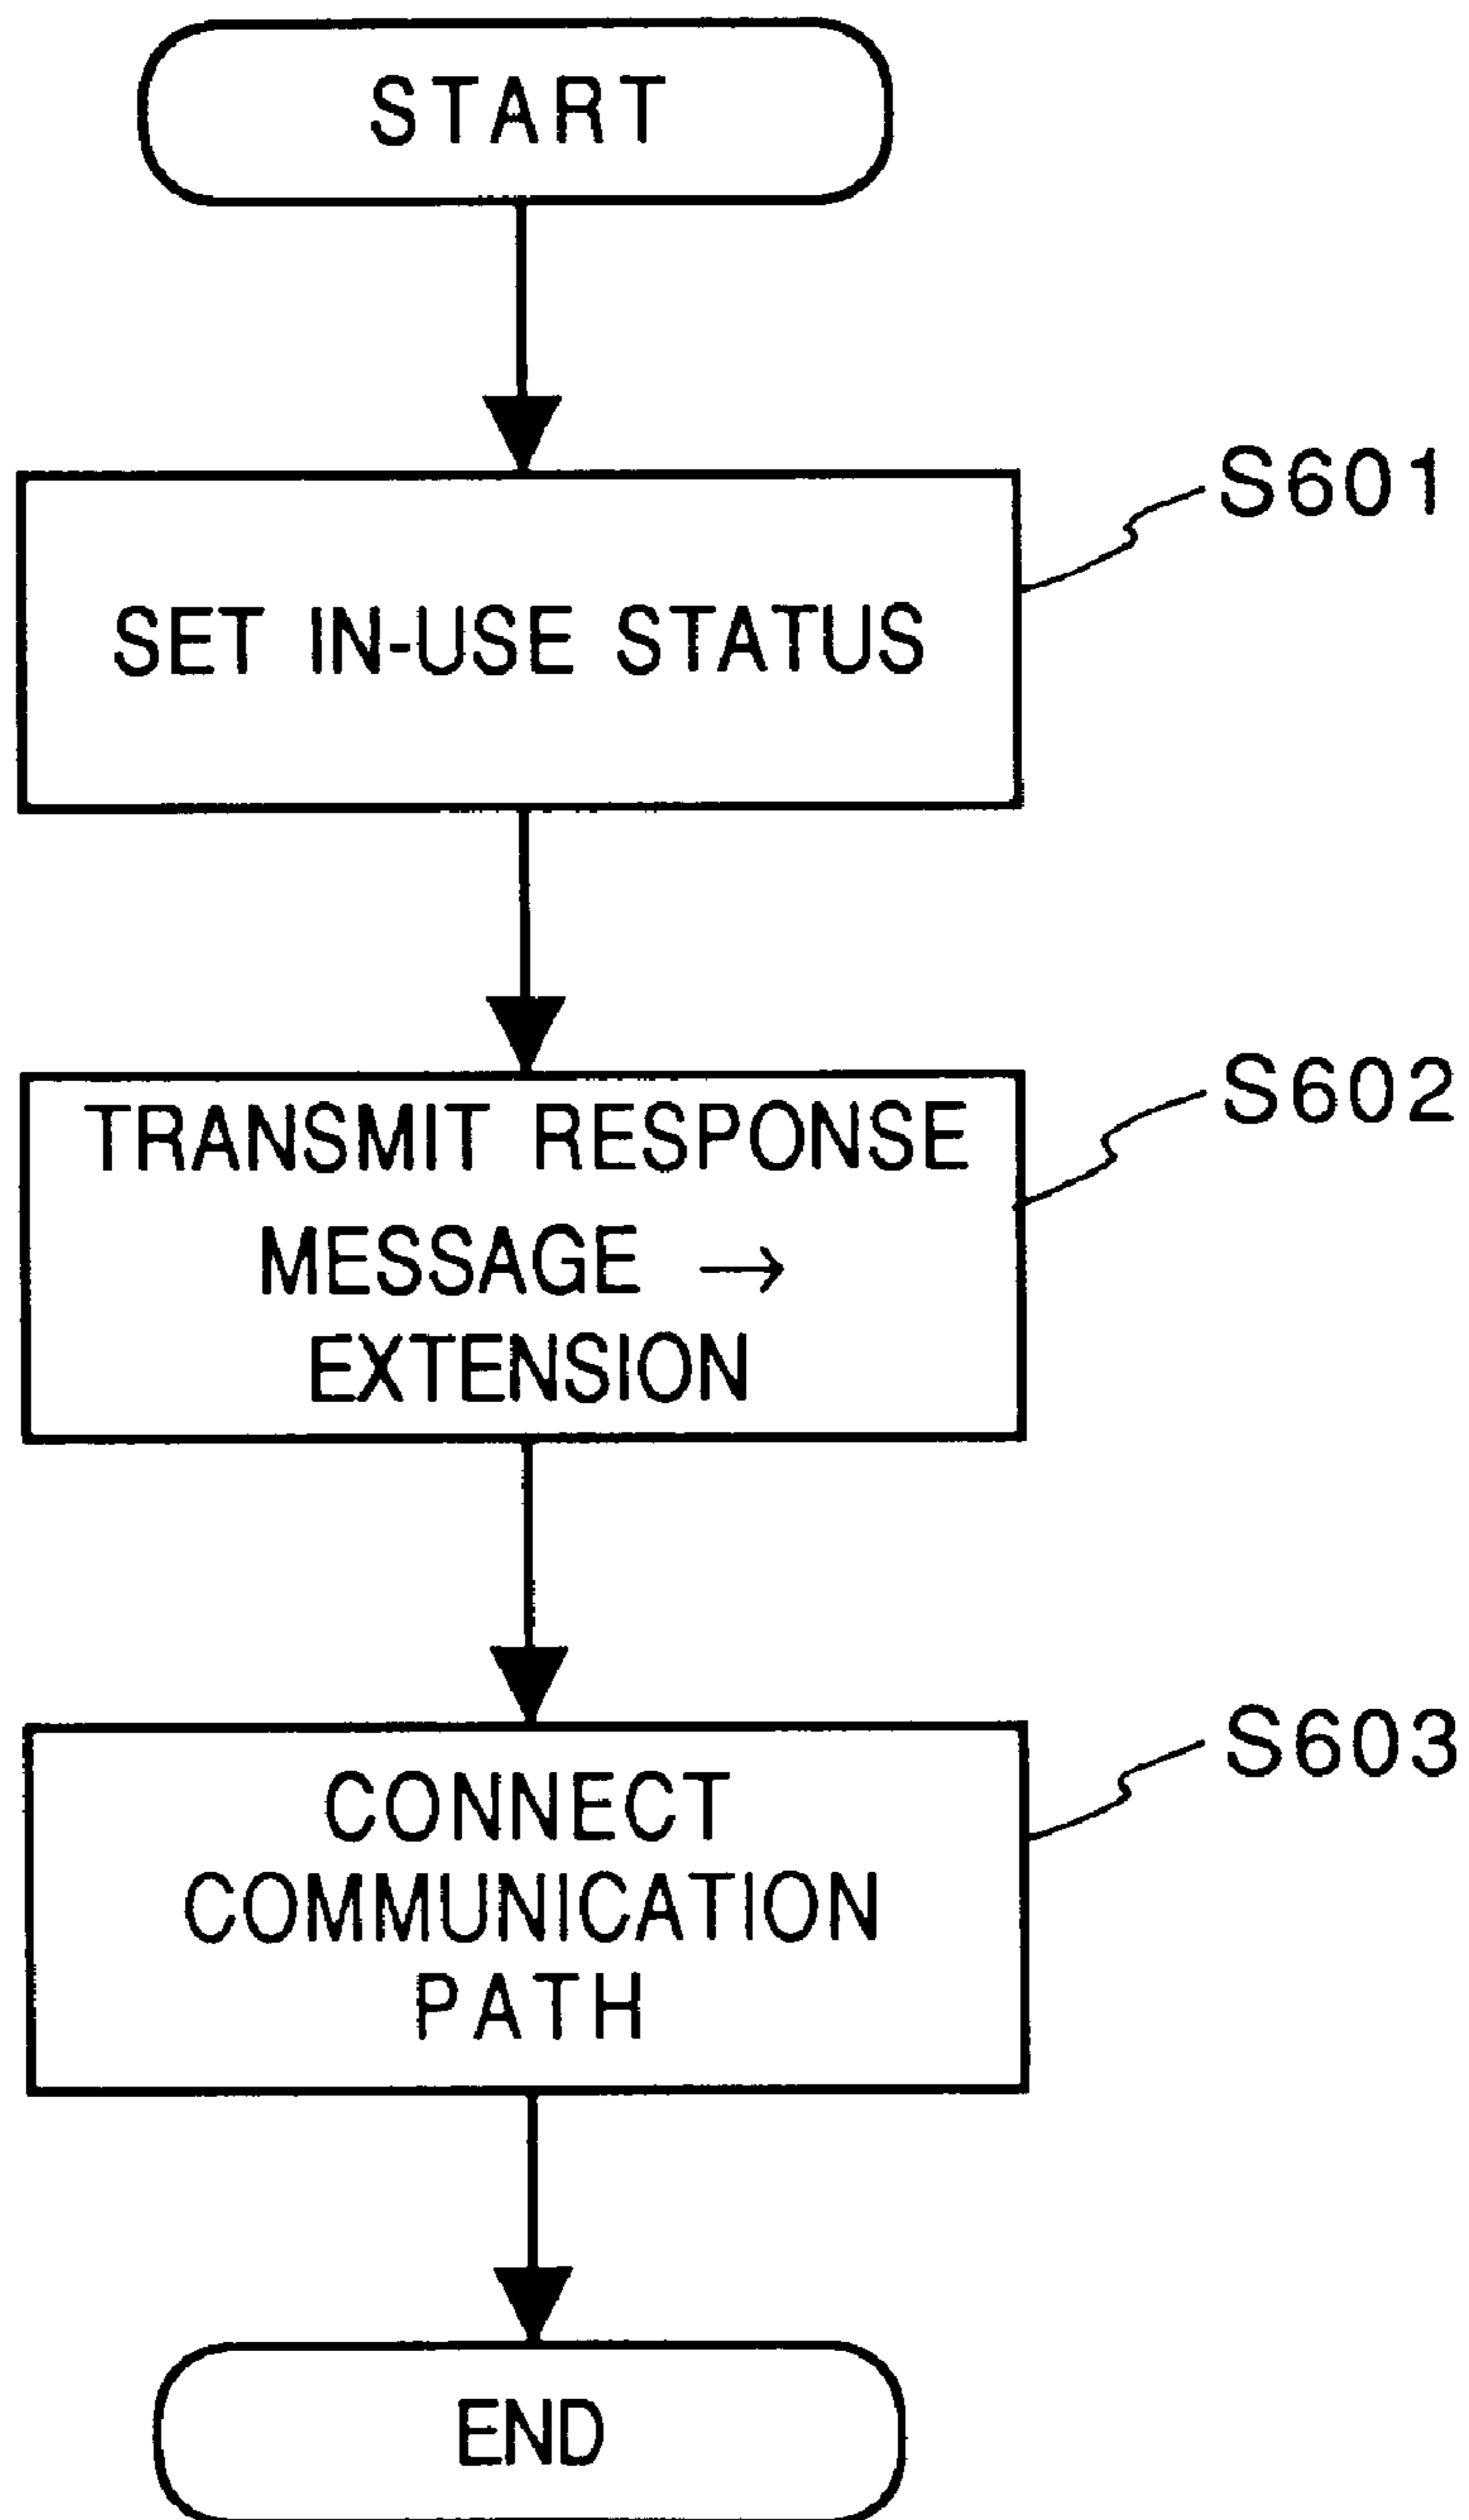 START
S601
SET IN-USE STATUS
S602
TRANSMIT RESPONSE
MESSAGE →
EXTENSION
S603
CONNECT
COMMUNICATION
PATH
END